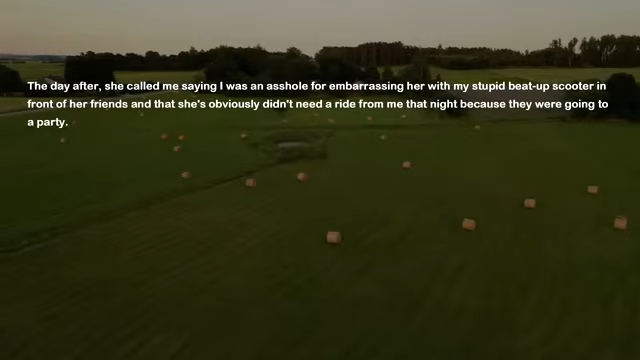 The day after, she called me saying I was an asshole for embarrassing her with my stupid beat-up scooter in
front of her friends and that she's obviously didn't need a ride from me that night because they were going to
a party.